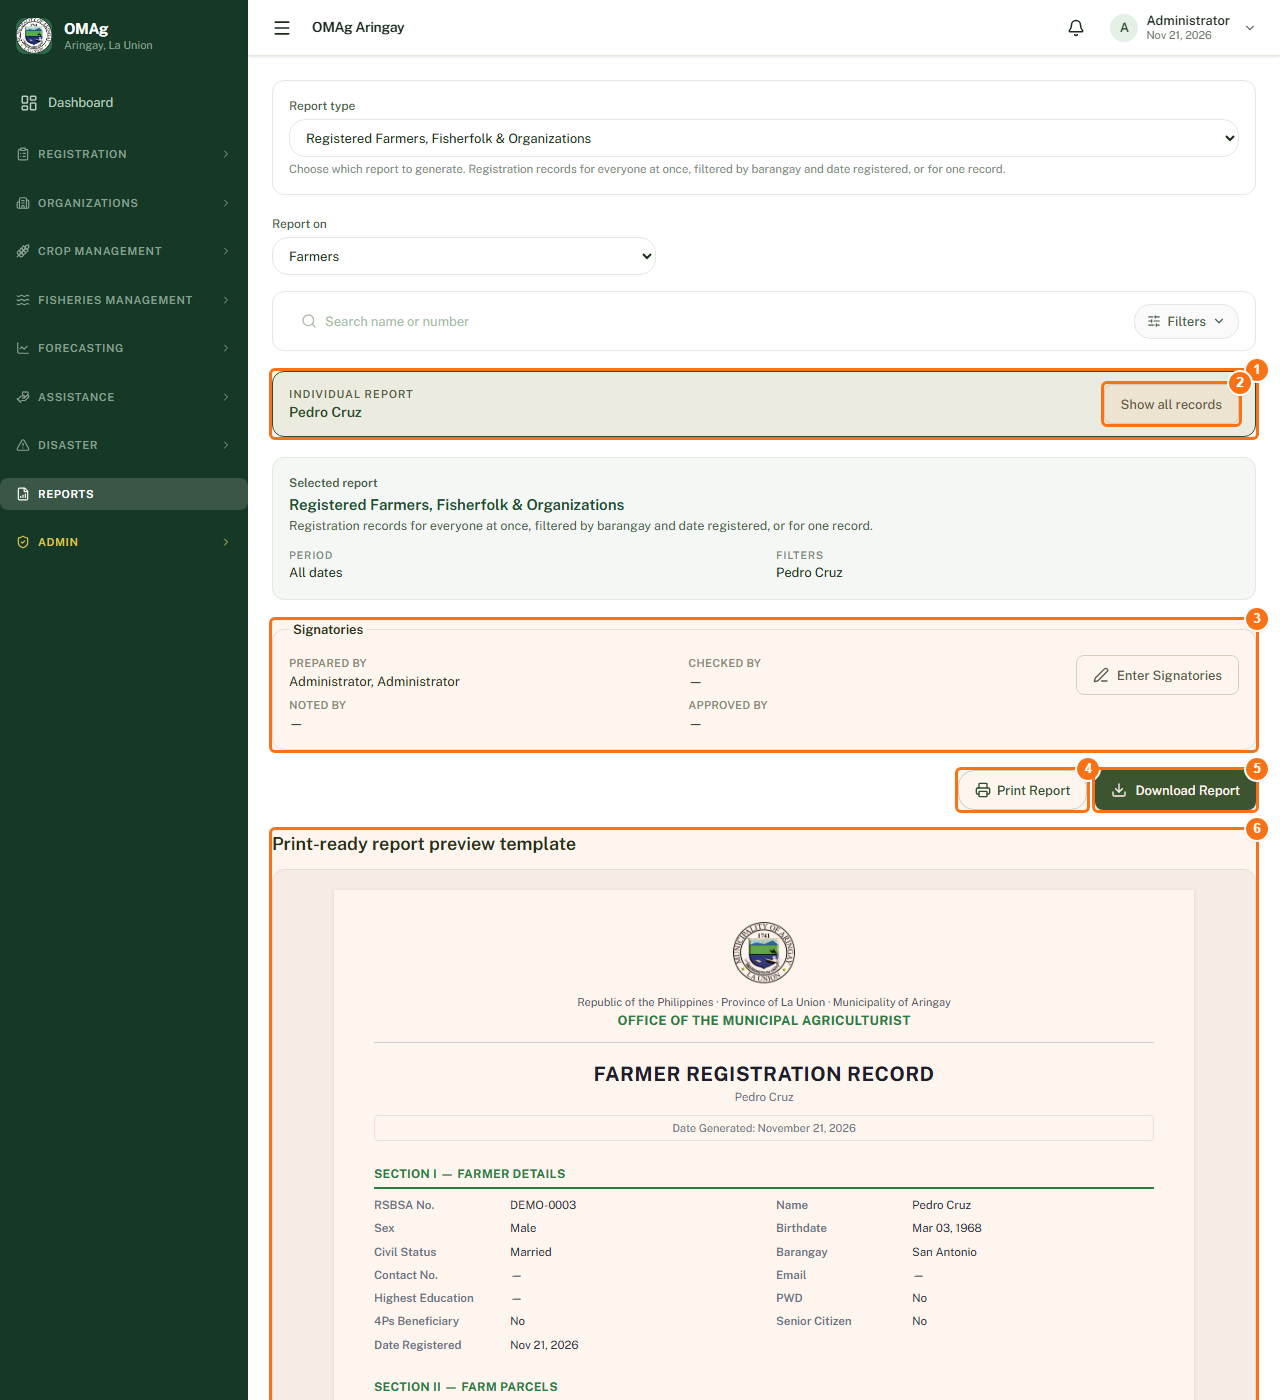 OMAg
Aringay, La Union
Dashboard
REGISTRATION
ORGANIZATIONS
CROP MANAGEMENT
FISHERIES MANAGEMENT
FORECASTING
ASSISTANCE
DISASTER
REPORTS
ADMIN
OMAg Aringay
A
Administrator
Nov 21, 2026
Report type
Registered Farmers, Fisherfolk & Organizations
Choose which report to generate. Registration records for everyone at once, filtered by barangay and date registered, or for one record.
Report on
Farmers
Search name or number
Filters
1
INDIVIDUAL REPORT
Pedro Cruz
2
Show all records
Selected report
Registered Farmers, Fisherfolk & Organizations
Registration records for everyone at once, filtered by barangay and date registered, or for one record.
PERIOD
All dates
FILTERS
Pedro Cruz
3
Signatories
PREPARED BY
Administrator, Administrator
CHECKED BY
—
NOTED BY
—
APPROVED BY
—
Enter Signatories
4
Print Report
5
Download Report
6
Print-ready report preview template
MUNICIPALITY OF ARINGAY
1741
LA UNION
Republic of the Philippines · Province of La Union · Municipality of Aringay
OFFICE OF THE MUNICIPAL AGRICULTURIST
FARMER REGISTRATION RECORD
Pedro Cruz
Date Generated: November 21, 2026
SECTION I — FARMER DETAILS
RSBSA No. DEMO-0003 Name Pedro Cruz
Sex Male Birthdate Mar 03, 1968
Civil Status Married Barangay San Antonio
Contact No. — Email —
Highest Education — PWD No
4Ps Beneficiary No Senior Citizen No
Date Registered Nov 21, 2026
SECTION II — FARM PARCELS